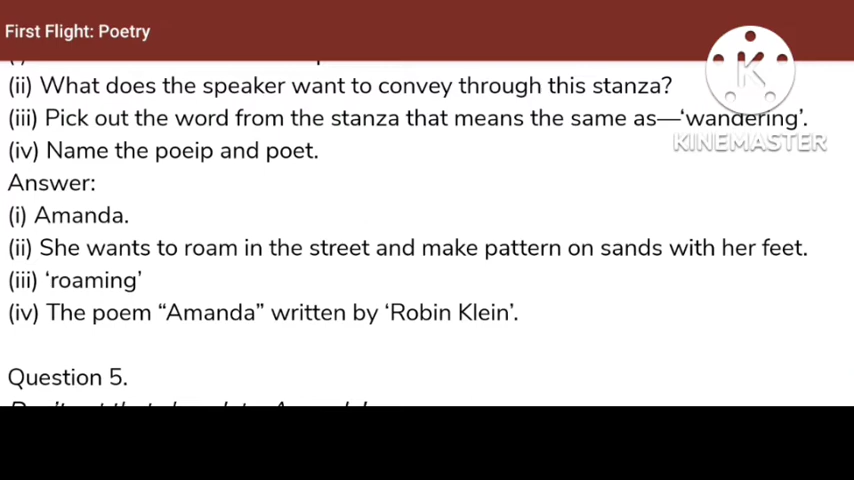 First Flight: Poetry
(ii) What does the speaker want to convey through this stanza?
(iii) Pick out the word from the stanza that means the same as—‘wandering’.
(iv) Name the poeip and poet.
KINEMASTER
Answer:
(i) Amanda.
(ii) She wants to roam in the street and make pattern on sands with her feet.
(iii) ‘roaming’
(iv) The poem “Amanda” written by ‘Robin Klein’.
Question 5.